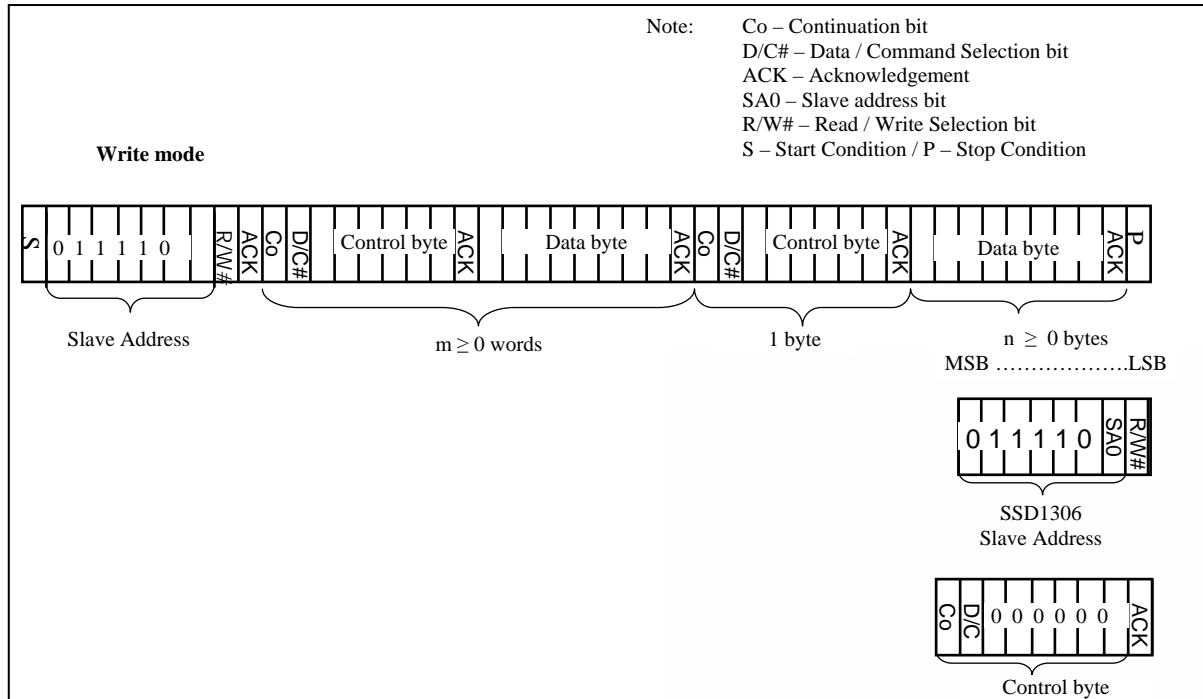 Note: Co – Continuation bit
D/C# – Data / Command Selection bit
ACK – Acknowledgement
SA0 – Slave address bit
R/W# – Read / Write Selection bit
S – Start Condition / P – Stop Condition
Write mode
S 0 1 1 1 1 0 R/W# ACK Co D/C# Control byte ACK Data byte ACK Co D/C# Control byte ACK Data byte ACK P
Slave Address
m ≥ 0 words
1 byte
n ≥ 0 bytes
MSB ………………….LSB
0 1 1 1 1 0 SA0 R/W#
SSD1306
Slave Address
Co D/C 0 0 0 0 0 0 ACK
Control byte